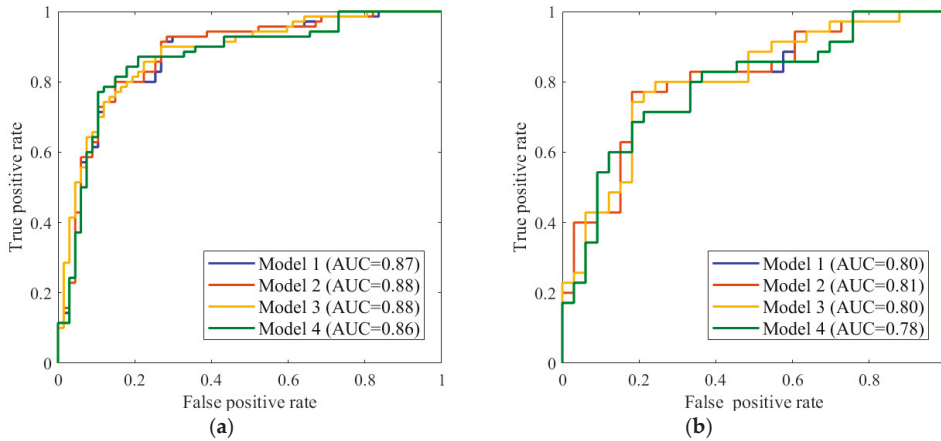 1
0.8
0.6
0.4
0.2
0
True positive rate
Model 1 (AUC=0.87)
Model 2 (AUC=0.88)
Model 3 (AUC=0.88)
Model 4 (AUC=0.86)
0 0.2 0.4 0.6 0.8 1
False positive rate
(a)
1
0.8
0.6
0.4
0.2
0
True positive rate
Model 1 (AUC=0.80)
Model 2 (AUC=0.81)
Model 3 (AUC=0.80)
Model 4 (AUC=0.78)
0 0.2 0.4 0.6 0.8
False positive rate
(b)